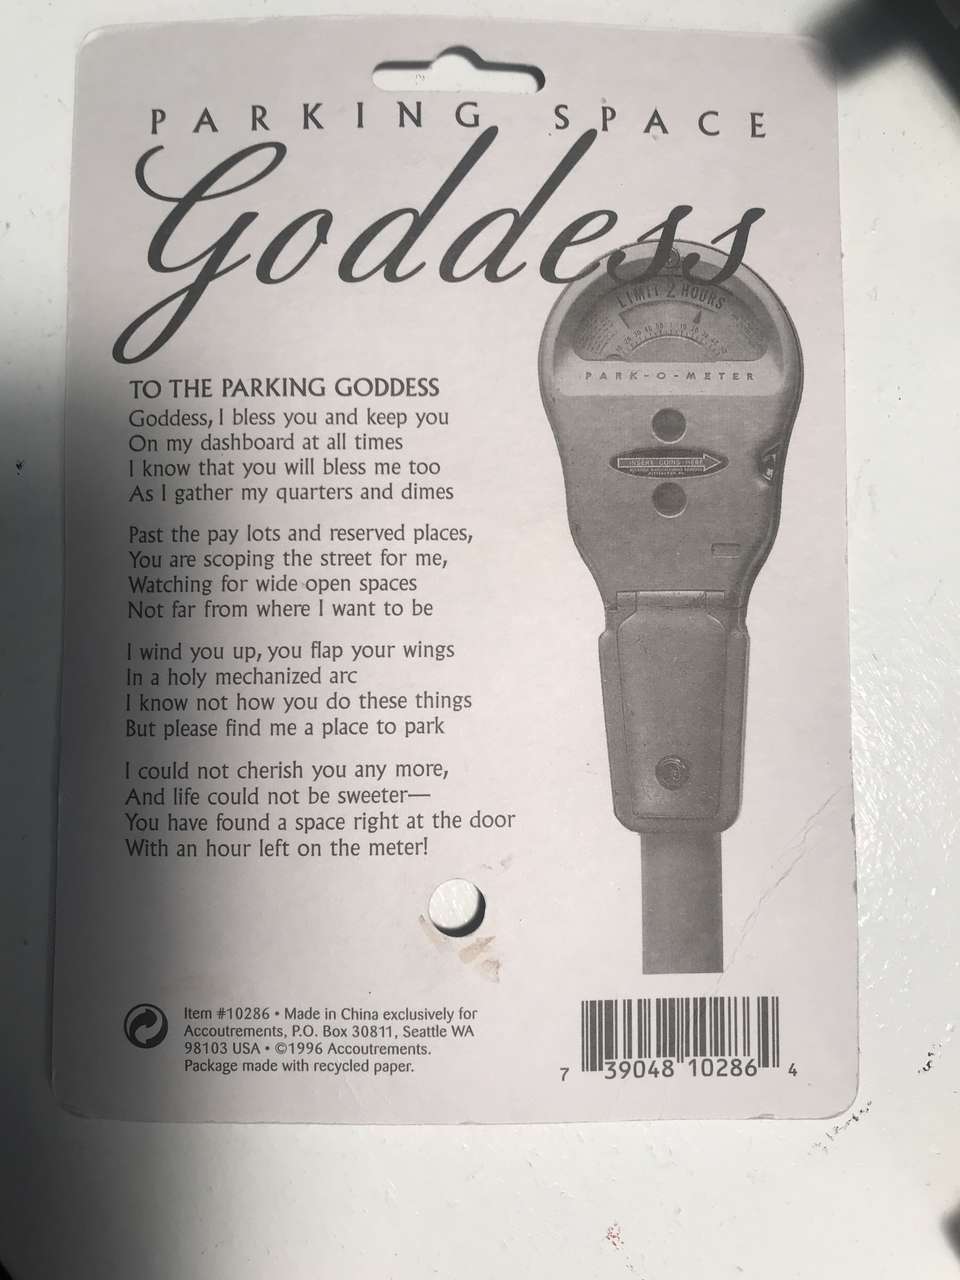 PARKING SPACE
Goddess
LIMIT 2 HOURS
PARK-O-METER
INSERT COINS HERE
TO THE PARKING GODDESS
Goddess, I bless you and keep you
On my dashboard at all times
I know that you will bless me too
As I gather my quarters and dimes
Past the pay lots and reserved places,
You are scoping the street for me,
Watching for wide open spaces
Not far from where I want to be
I wind you up, you flap your wings
In a holy mechanized arc
I know not how you do these things
But please find me a place to park
I could not cherish you any more,
And life could not be sweeter—
You have found a space right at the door
With an hour left on the meter!
Item #10286 • Made in China exclusively for
Accoutrements, P.O. Box 30811, Seattle WA
98103 USA • ©1996 Accoutrements.
Package made with recycled paper.
7 39048 10286 4